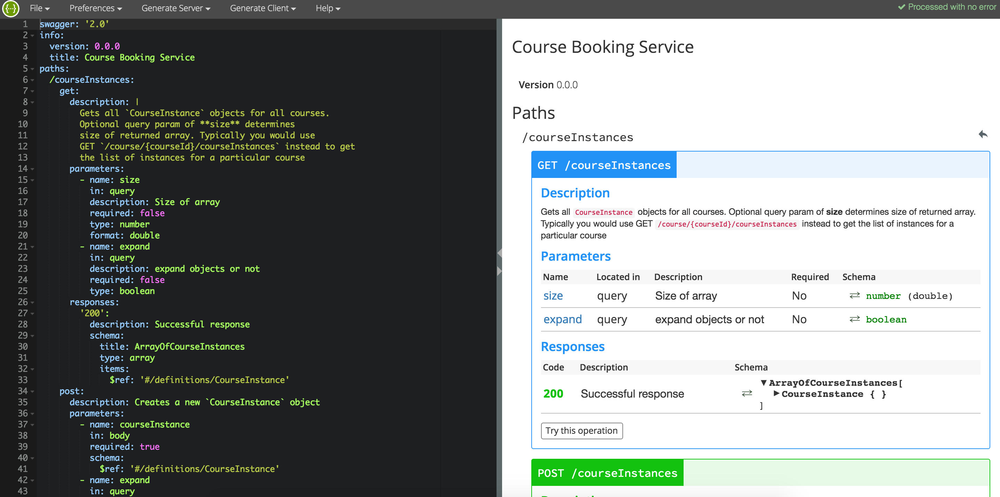 {···} File Preferences Generate Server Generate Client Help Processed with no error
1 swagger: '2.0'
2 info:
3 version: 0.0.0
4 title: Course Booking Service
5 paths:
6 /courseInstances:
7 get:
8 description: |
9 Gets all `CourseInstance` objects for all courses.
10 Optional query param of **size** determines
11 size of returned array. Typically you would use
12 GET `/course/{courseId}/courseInstances` instead to get
13 the list of instances for a particular course
14 parameters:
15 - name: size
16 in: query
17 description: Size of array
18 required: false
19 type: number
20 format: double
21 - name: expand
22 in: query
23 description: expand objects or not
24 required: false
25 type: boolean
26 responses:
27 '200':
28 description: Successful response
29 schema:
30 title: ArrayOfCourseInstances
31 type: array
32 items:
33 $ref: '#/definitions/CourseInstance'
34 post:
35 description: Creates a new `CourseInstance` object
36 parameters:
37 - name: courseInstance
38 in: body
39 required: true
40 schema:
41 $ref: '#/definitions/CourseInstance'
42 - name: expand
43 in: query
Course Booking Service
Version 0.0.0
Paths
/courseInstances
GET /courseInstances
Description
Gets all CourseInstance objects for all courses. Optional query param of size determines size of returned array.
Typically you would use GET /course/{courseId}/courseInstances instead to get the list of instances for a
particular course
Parameters
Name Located in Description Required Schema
size query Size of array No ⇄ number (double)
expand query expand objects or not No ⇄ boolean
Responses
Code Description Schema
200 Successful response ⇄ ▼ArrayOfCourseInstances[
▶CourseInstance { }
]
Try this operation
POST /courseInstances